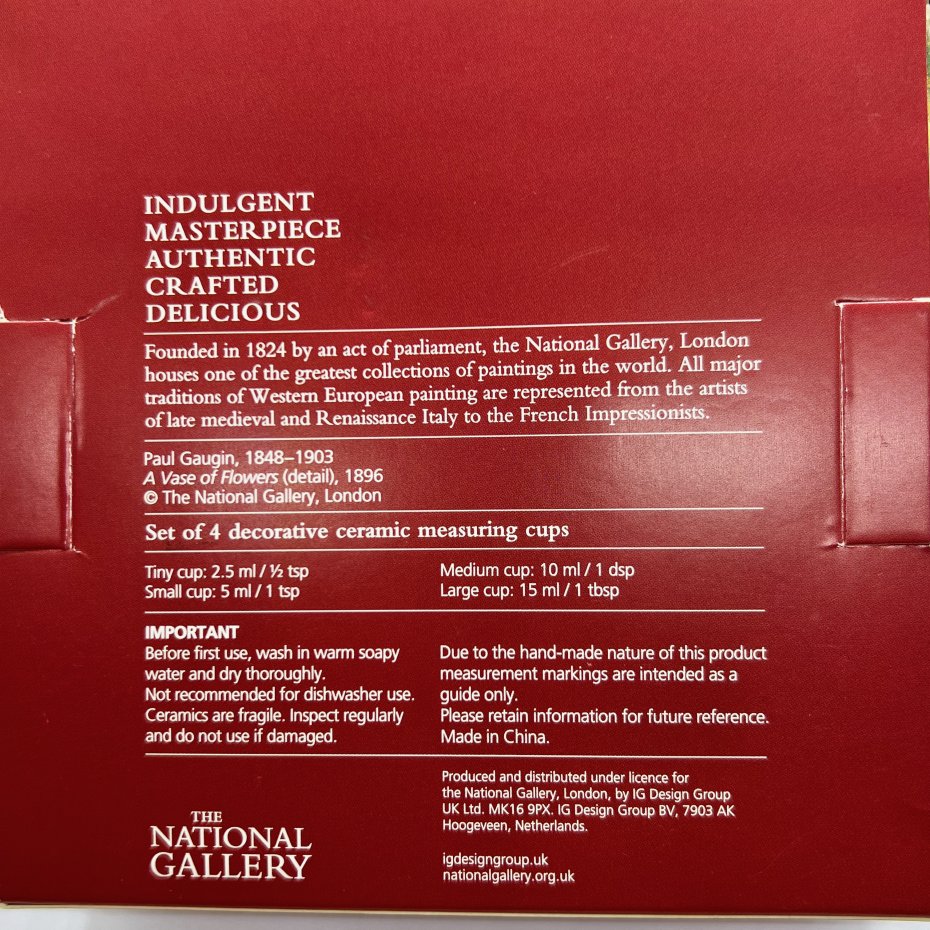 INDULGENT
MASTERPIECE
AUTHENTIC
CRAFTED
DELICIOUS
Founded in 1824 by an act of parliament, the National Gallery, London
houses one of the greatest collections of paintings in the world. All major
traditions of Western European painting are represented from the artists
of late medieval and Renaissance Italy to the French Impressionists.
Paul Gaugin, 1848–1903
A Vase of Flowers (detail), 1896
© The National Gallery, London
Set of 4 decorative ceramic measuring cups
Tiny cup: 2.5 ml / ½ tsp
Small cup: 5 ml / 1 tsp
Medium cup: 10 ml / 1 dsp
Large cup: 15 ml / 1 tbsp
IMPORTANT
Before first use, wash in warm soapy
water and dry thoroughly.
Not recommended for dishwasher use.
Ceramics are fragile. Inspect regularly
and do not use if damaged.
Due to the hand-made nature of this product
measurement markings are intended as a
guide only.
Please retain information for future reference.
Made in China.
THE
NATIONAL
GALLERY
Produced and distributed under licence for
the National Gallery, London, by IG Design Group
UK Ltd. MK16 9PX. IG Design Group BV, 7903 AK
Hoogeveen, Netherlands.
igdesigngroup.uk
nationalgallery.org.uk